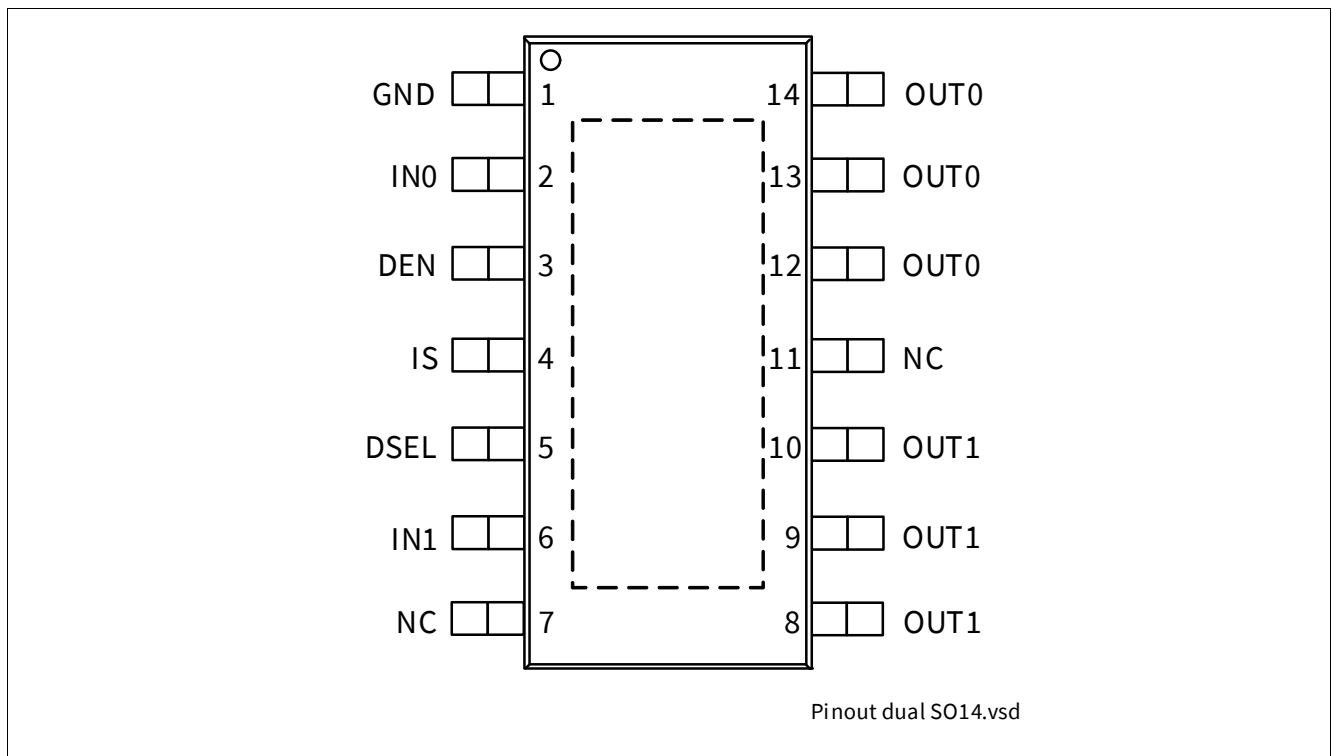 GND 1 14 OUT0
IN0 2 13 OUT0
DEN 3 12 OUT0
IS 4 11 NC
DSEL 5 10 OUT1
IN1 6 9 OUT1
NC 7 8 OUT1
Pinout dual SO14.vsd